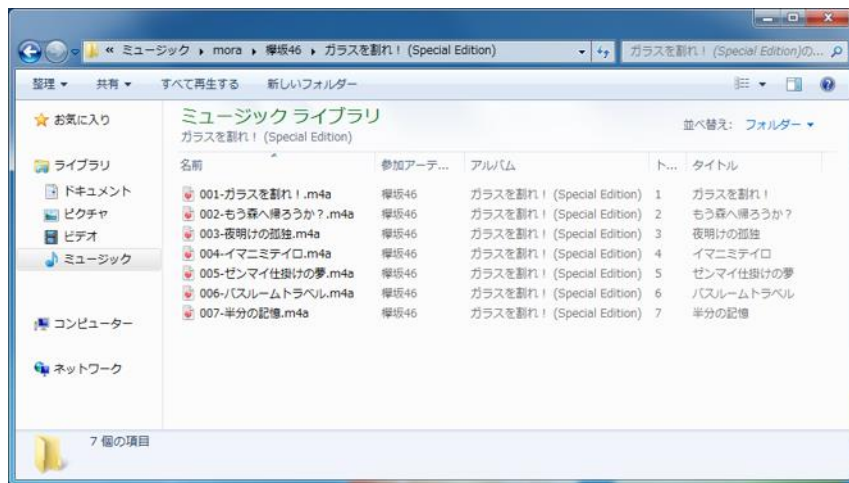 « ミュージック ▸ mora ▸ 欅坂46 ▸ ガラスを割れ！ (Special Edition)
ガラスを割れ！ (Special Edition)の...
整理 ▼ 共有 ▼ すべて再生する 新しいフォルダー
お気に入り
ライブラリ
ドキュメント
ピクチャ
ビデオ
ミュージック
コンピューター
ネットワーク
ミュージック ライブラリ
ガラスを割れ！ (Special Edition)
並べ替え: フォルダー ▼
名前 参加アーテ... アルバム ト... タイトル
001-ガラスを割れ！.m4a 欅坂46 ガラスを割れ！ (Special Edition) 1 ガラスを割れ！
002-もう森へ帰ろうか？.m4a 欅坂46 ガラスを割れ！ (Special Edition) 2 もう森へ帰ろうか？
003-夜明けの孤独.m4a 欅坂46 ガラスを割れ！ (Special Edition) 3 夜明けの孤独
004-イマニミテイロ.m4a 欅坂46 ガラスを割れ！ (Special Edition) 4 イマニミテイロ
005-ゼンマイ仕掛けの夢.m4a 欅坂46 ガラスを割れ！ (Special Edition) 5 ゼンマイ仕掛けの夢
006-バスルームトラベル.m4a 欅坂46 ガラスを割れ！ (Special Edition) 6 バスルームトラベル
007-半分の記憶.m4a 欅坂46 ガラスを割れ！ (Special Edition) 7 半分の記憶
7 個の項目